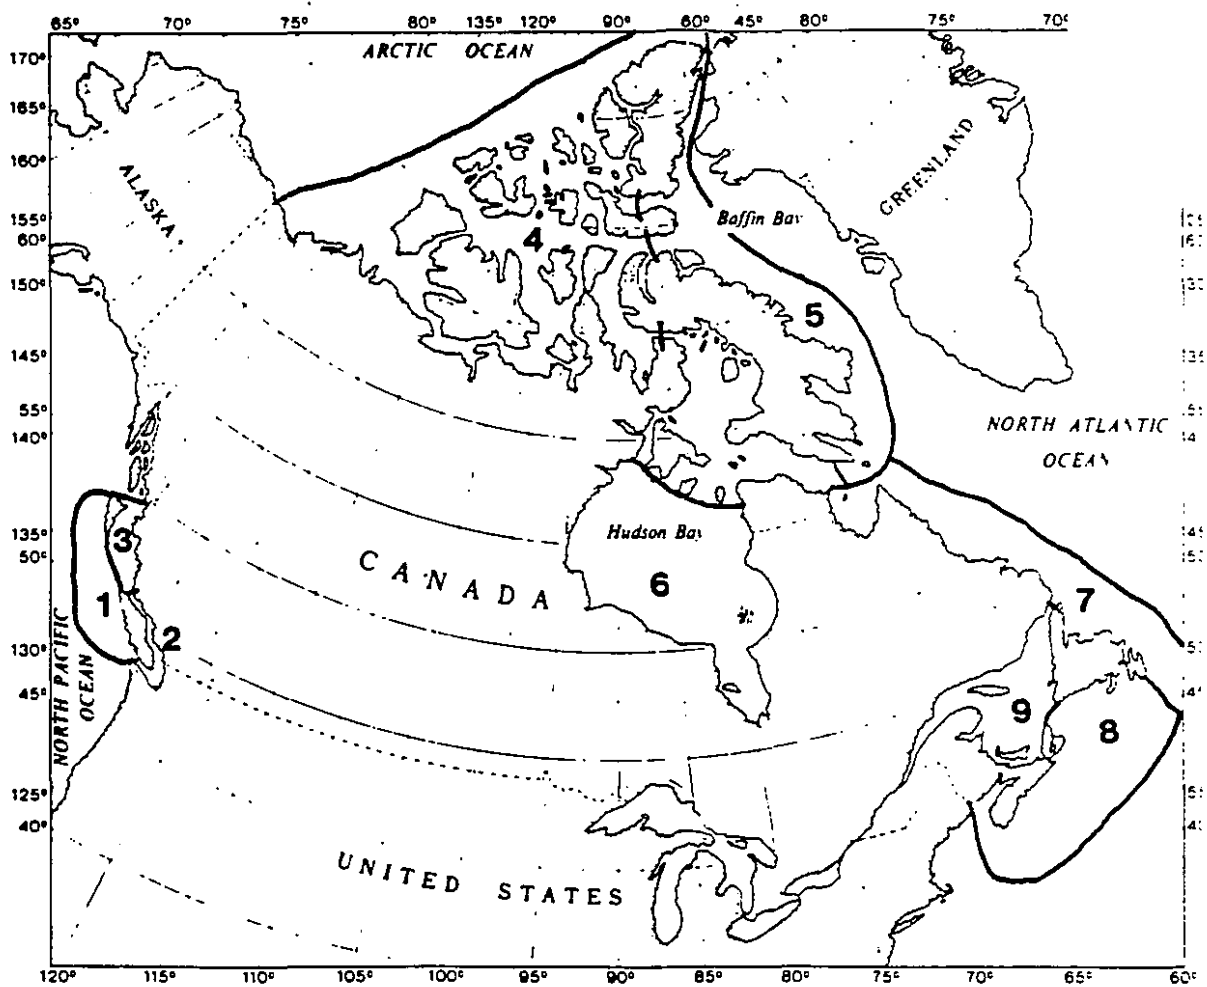 65° 70° 75° 80° 135° 120° 90° 60° 45° 80° 75° 70°
ARCTIC OCEAN
170°
165°
160°
155°
60°
150°
145°
55°
140°
135°
50°
130°
45°
125°
40°
ALASKA
GREENLAND
Baffin Bay
4
5
NORTH ATLANTIC
OCEAN
3
Hudson Bay
CANADA
6
1
7
2
NORTH PACIFIC
OCEAN
9
8
UNITED STATES
120° 115° 110° 105° 100° 95° 90° 85° 80° 75° 70° 65° 60°